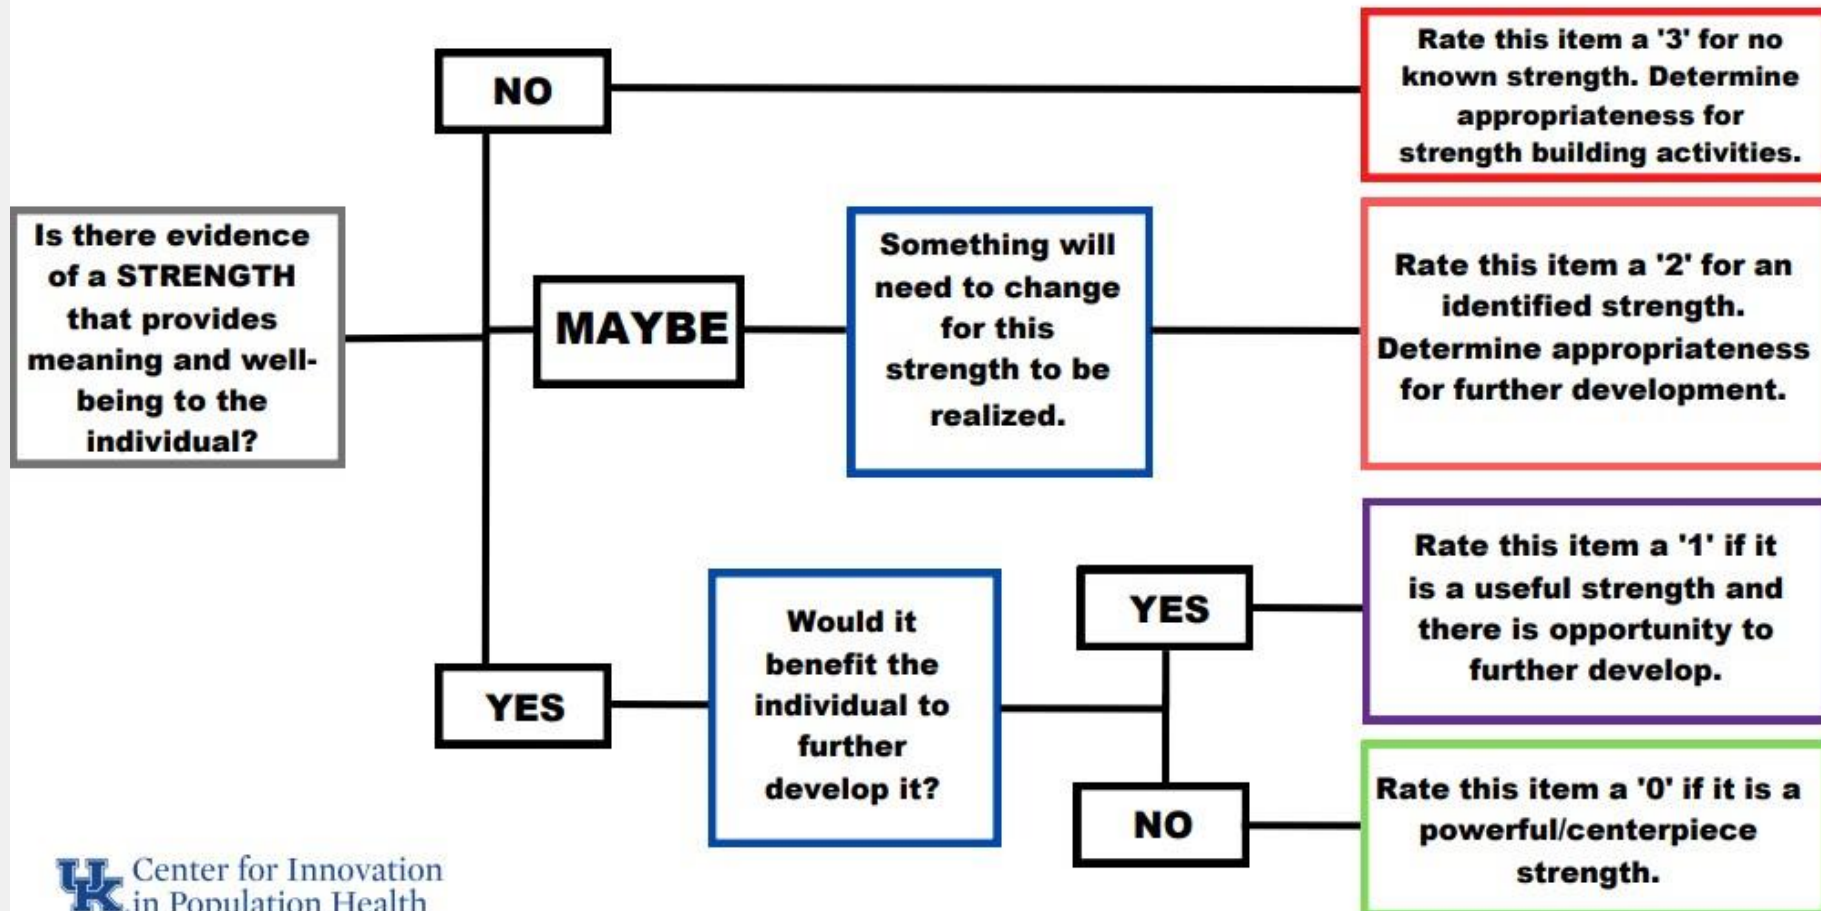 NO
Rate this item a '3' for no
known strength. Determine
appropriateness for
strength building activities.
Is there evidence
of a STRENGTH
that provides
meaning and well-
being to the
individual?
MAYBE
Something will
need to change
for this
strength to be
realized.
Rate this item a '2' for an
identified strength.
Determine appropriateness
for further development.
YES
Would it
benefit the
individual to
further
develop it?
YES
Rate this item a '1' if it
is a useful strength and
there is opportunity to
further develop.
NO
Rate this item a '0' if it is a
powerful/centerpiece
strength.
UK Center for Innovation
in Population Health